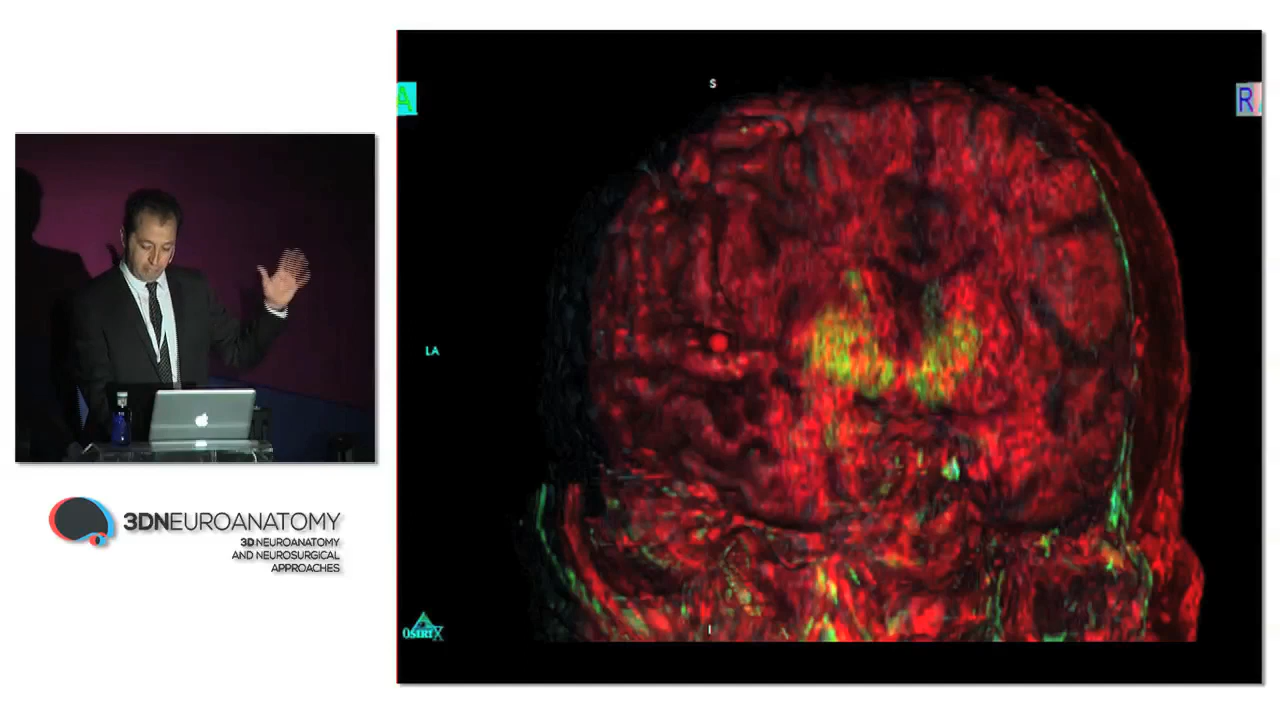 S
A
R
LA
3DNEUROANATOMY
3D NEUROANATOMY
AND NEUROSURGICAL
APPROACHES
OSIRIX
I